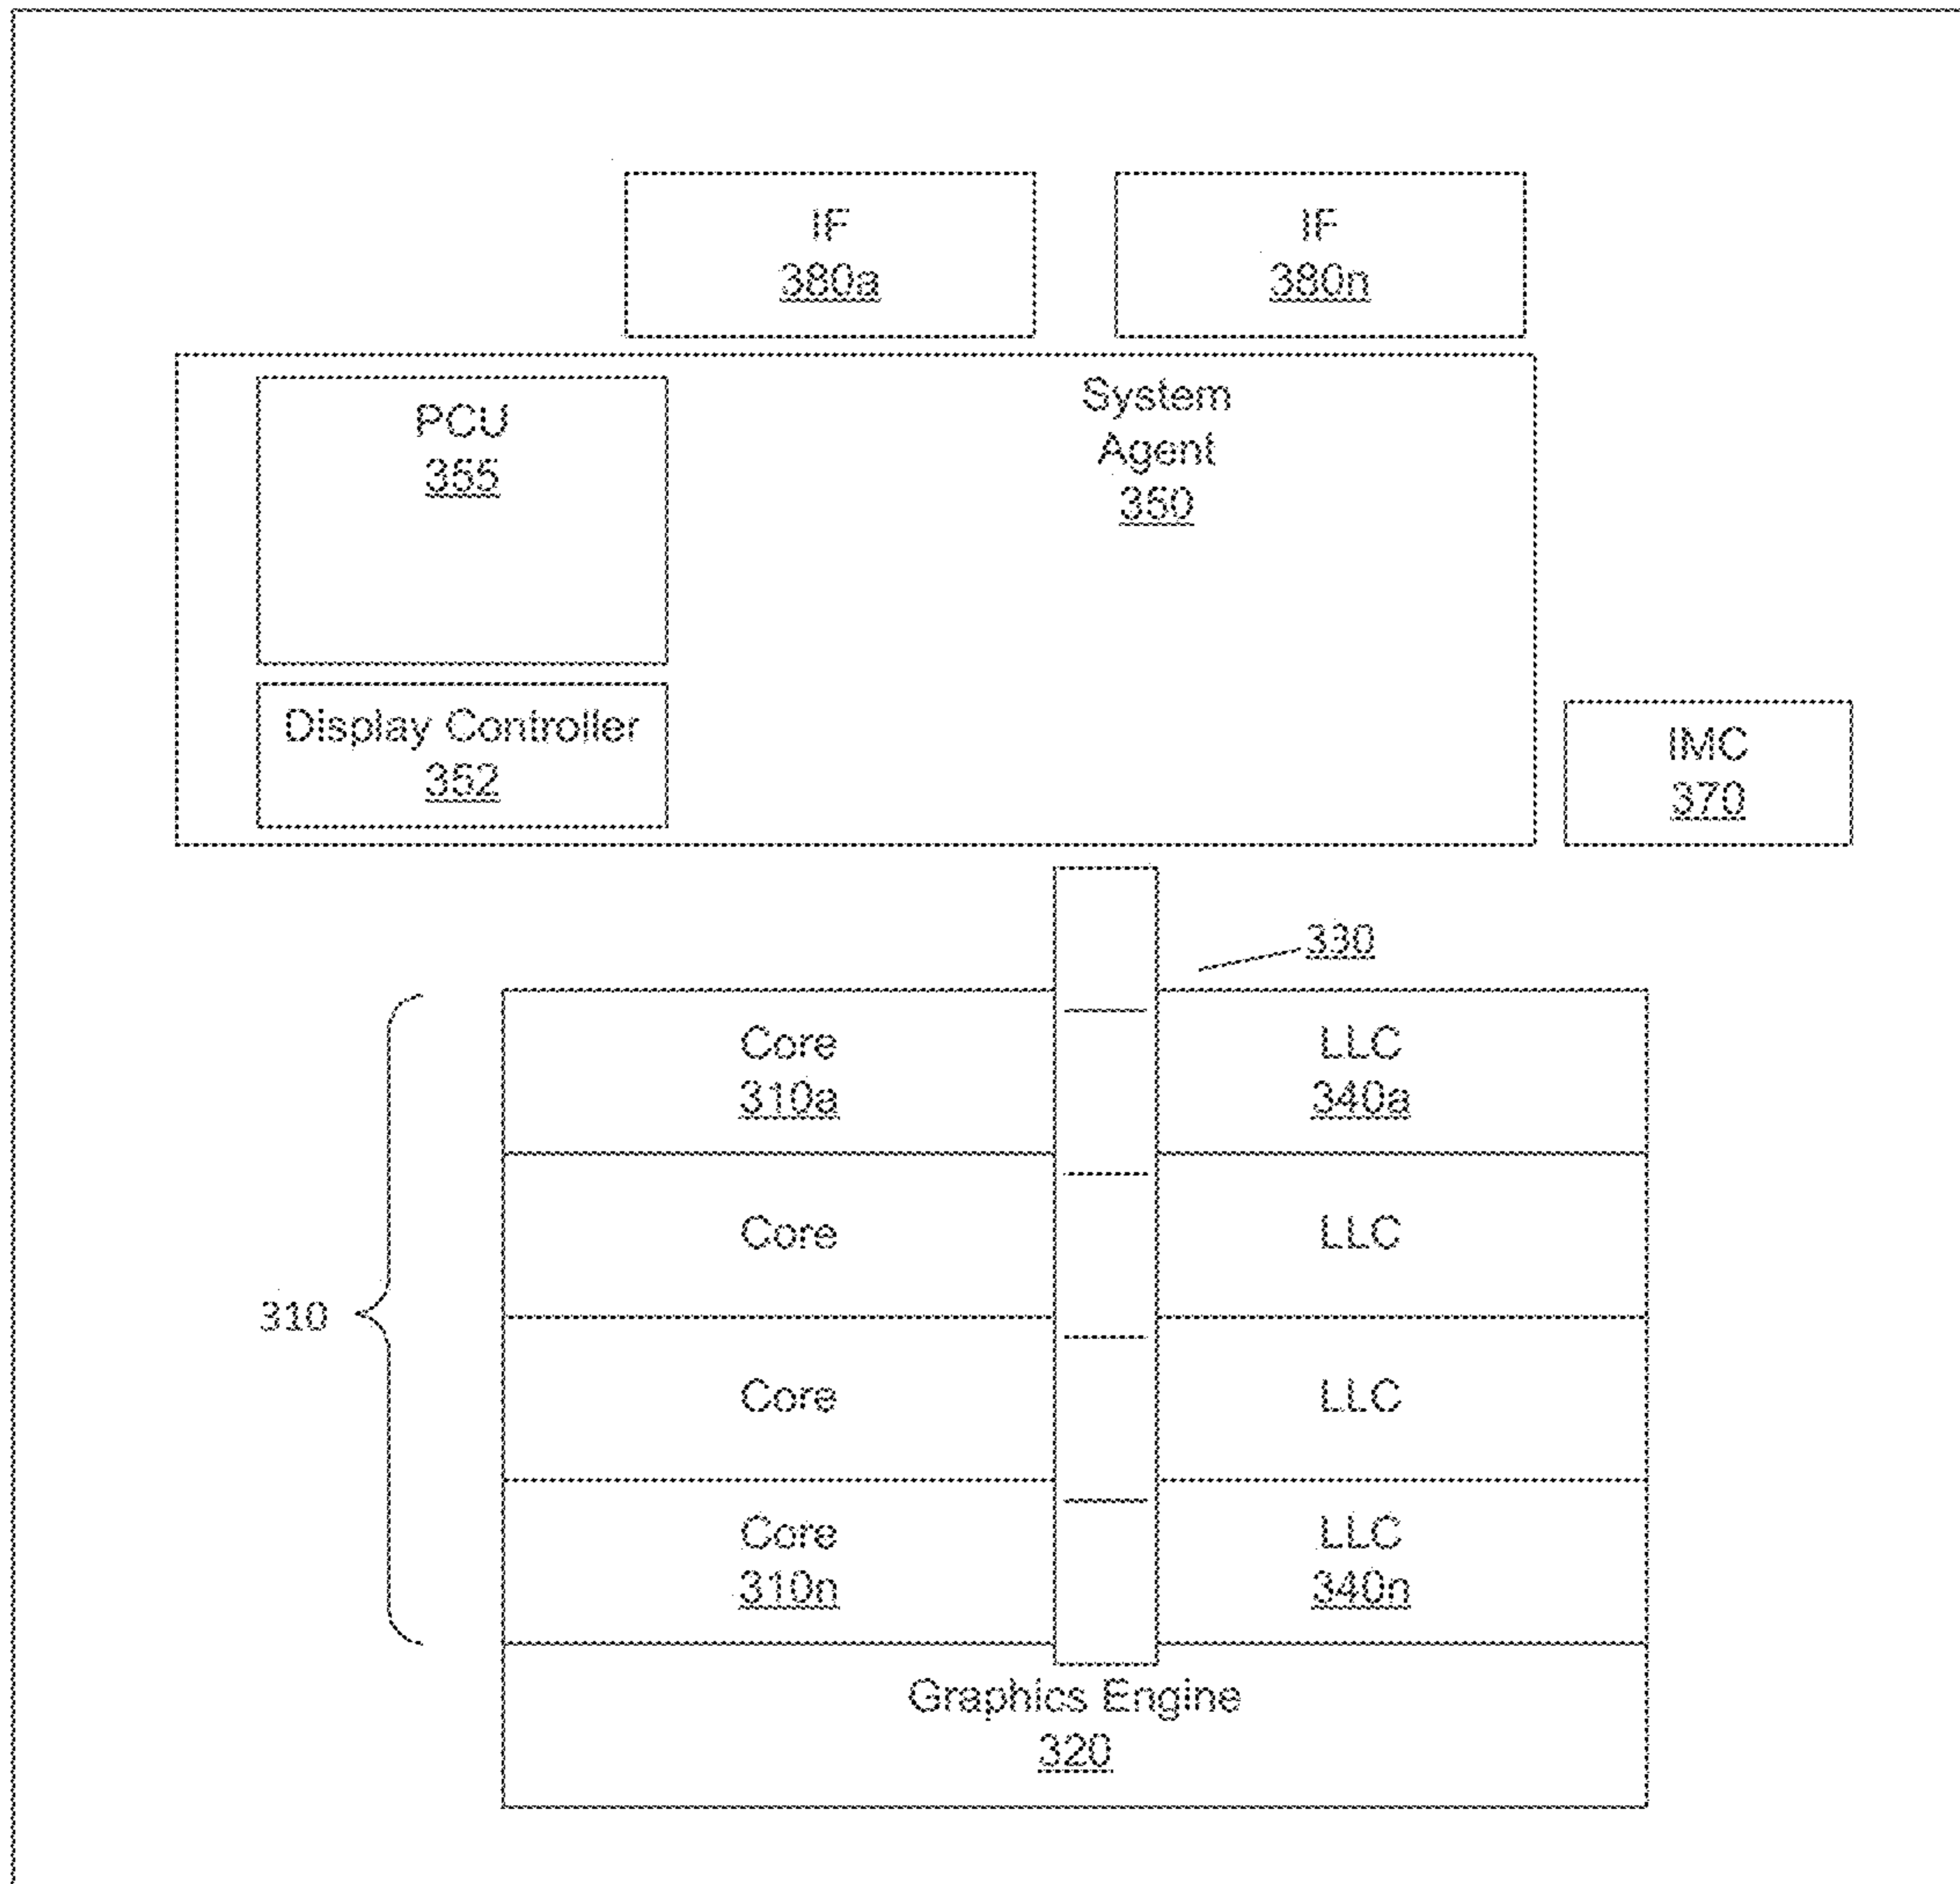 IF
380a
IF
380n
PCU
355
System
Agent
350
Display Controller
352
IMC
370
330
Core
310a
LLC
340a
Core
LLC
310
Core
LLC
Core
310n
LLC
340n
Graphics Engine
320